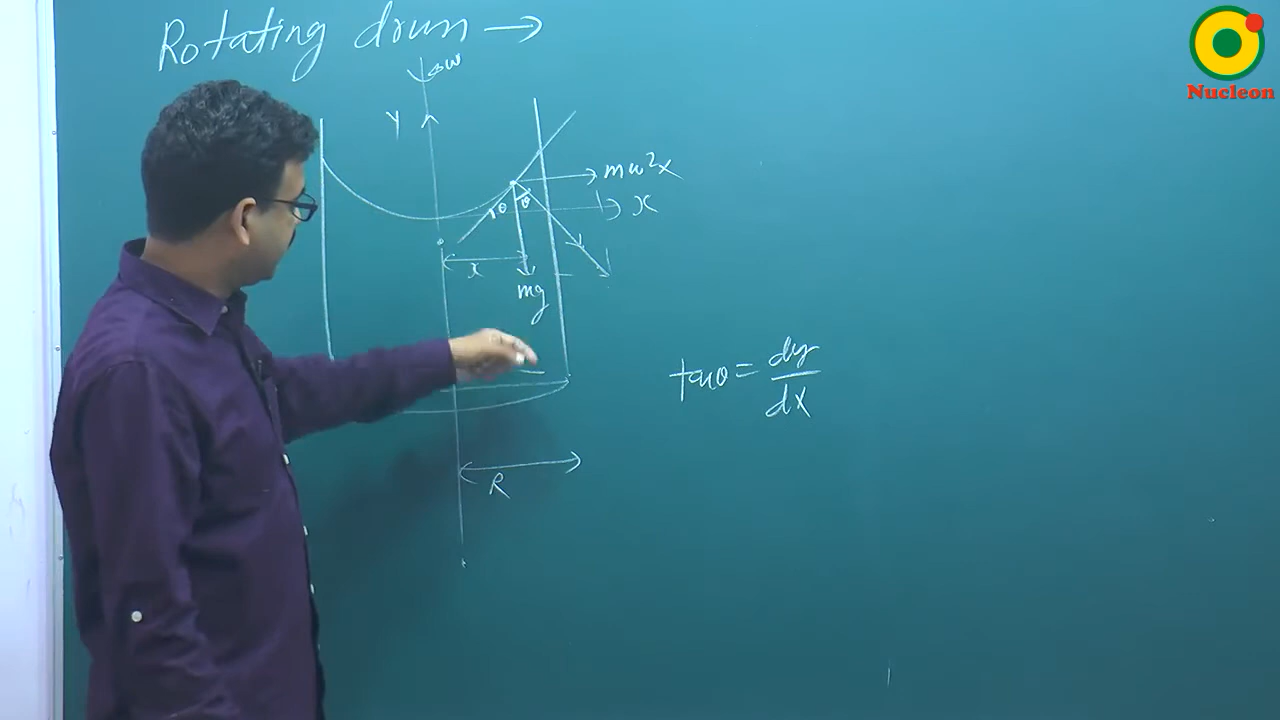 Rotating drum →
ω
Y
mω²x
x
θ
θ
x
mg
tanθ = dy/dx
R
Nucleon